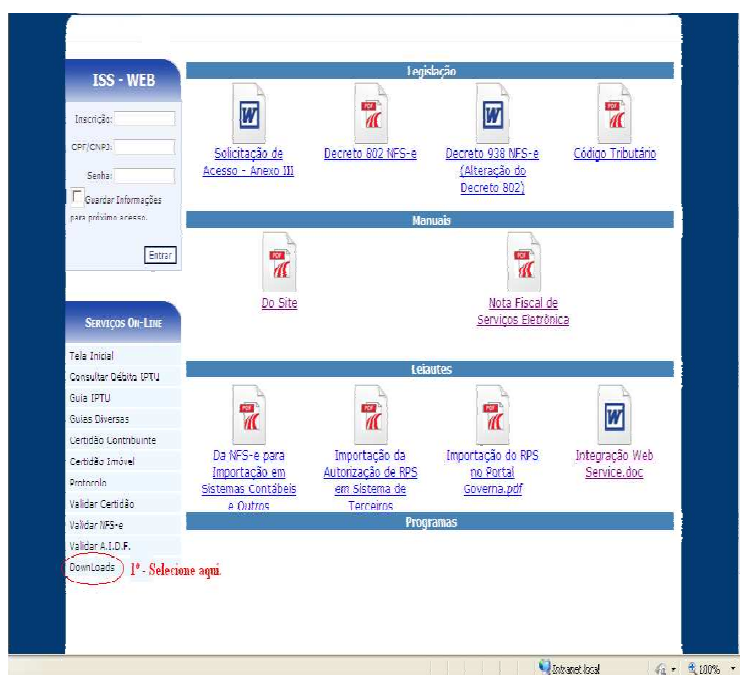 ISS - WEB
Inscrição:
CPF/CNPJ:
Senha:
Guardar Informações
para próximo acesso.
Entrar
SERVIÇOS ON-LINE
Tela Inicial
Consultar Débito IPTU
Guia IPTU
Guias Diversas
Certidão Contribuinte
Certidão Imóvel
Protocolo
Validar Certidão
Validar NFS-e
Validar A.I.D.F.
DownLoads
1º - Selecione aqui.
Legislação
Solicitação de
Acesso - Anexo III
Decreto 802 NFS-e
Decreto 938 NFS-e
(Alteração do
Decreto 802)
Código Tributário
Manuais
Do Site
Nota Fiscal de
Serviços Eletrônica
Leiautes
Da NFS-e para
Importação em
Sistemas Contábeis
e Outros
Importação da
Autorização de RPS
em Sistema de
Terceiros
Importação do RPS
no Portal
Governa.pdf
Integração Web
Service.doc
Programas
Intranet local
100%